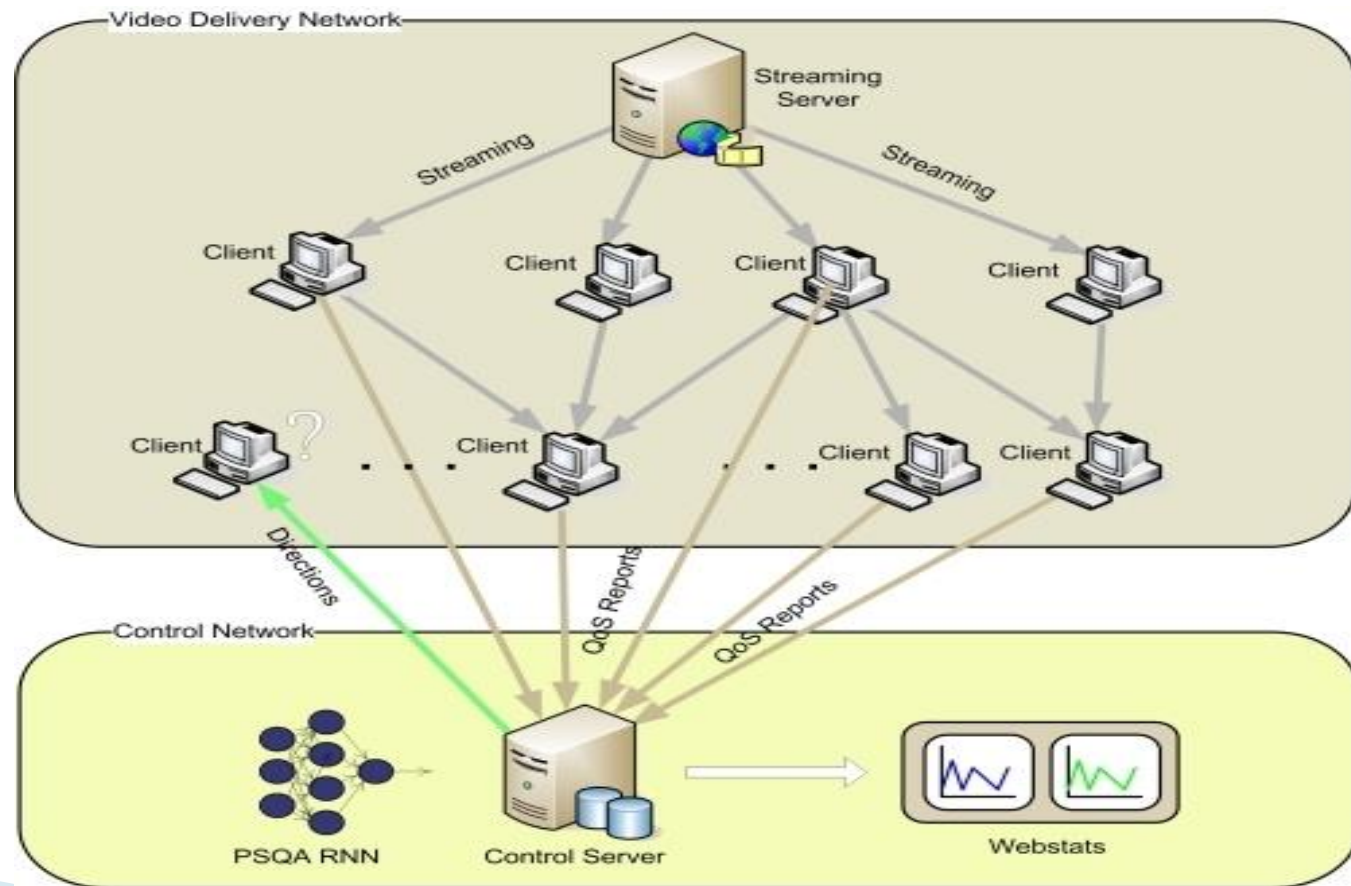 Video Delivery Network
Streaming
Server
Streaming
Streaming
Client
Client
Client
Client
Client
?
. . .
Client
. . .
Client
Client
Directions
QoS Reports
QoS Reports
Control Network
PSQA RNN
Control Server
Webstats